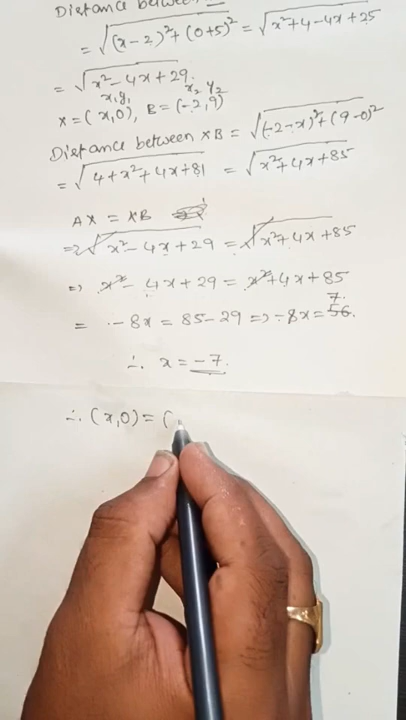 Distance between
= √(x-2)²+(0+5)² = √x²+4-4x+25
= √x²-4x+29.
x₁y₁ x₂ y₂
X=(x,0), B=(-2,9)
Distance between XB = √(-2-x)²+(9-0)²
= √4+x²+4x+81 = √x²+4x+85
AX = XB
=> √x²-4x+29 = √x²+4x+85
=> x²-4x+29 = x²+4x+85
= -8x = 85-29 => -8x = 56.
7.
∴ x = -7.
∴ (x,0) = (